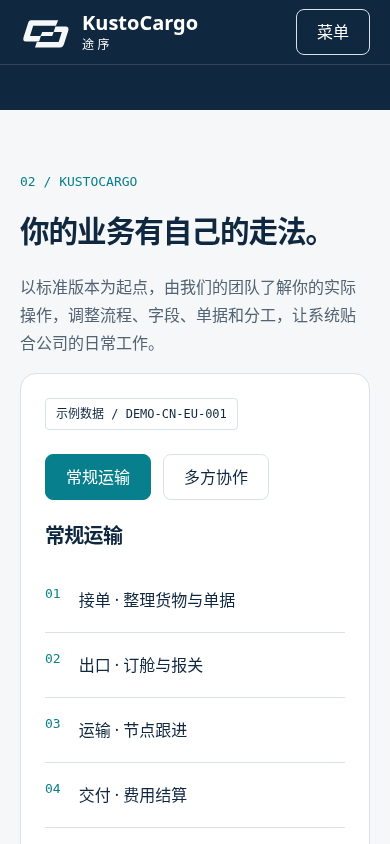 KustoCargo
途序
菜单
02 / KUSTOCARGO
你的业务有自己的走法。
以标准版本为起点，由我们的团队了解你的实际
操作，调整流程、字段、单据和分工，让系统贴
合公司的日常工作。
示例数据 / DEMO-CN-EU-001
常规运输
多方协作
常规运输
01 接单 · 整理货物与单据
02 出口 · 订舱与报关
03 运输 · 节点跟进
04 交付 · 费用结算